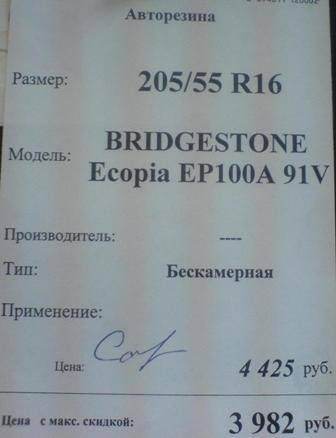 Авторезина
Размер: 205/55 R16
Модель: BRIDGESTONE
Ecopia EP100A 91V
Производитель: ----
Тип: Бескамерная
Применение:
Цена: 4 425 руб.
Цена с макс. скидкой: 3 982 руб.